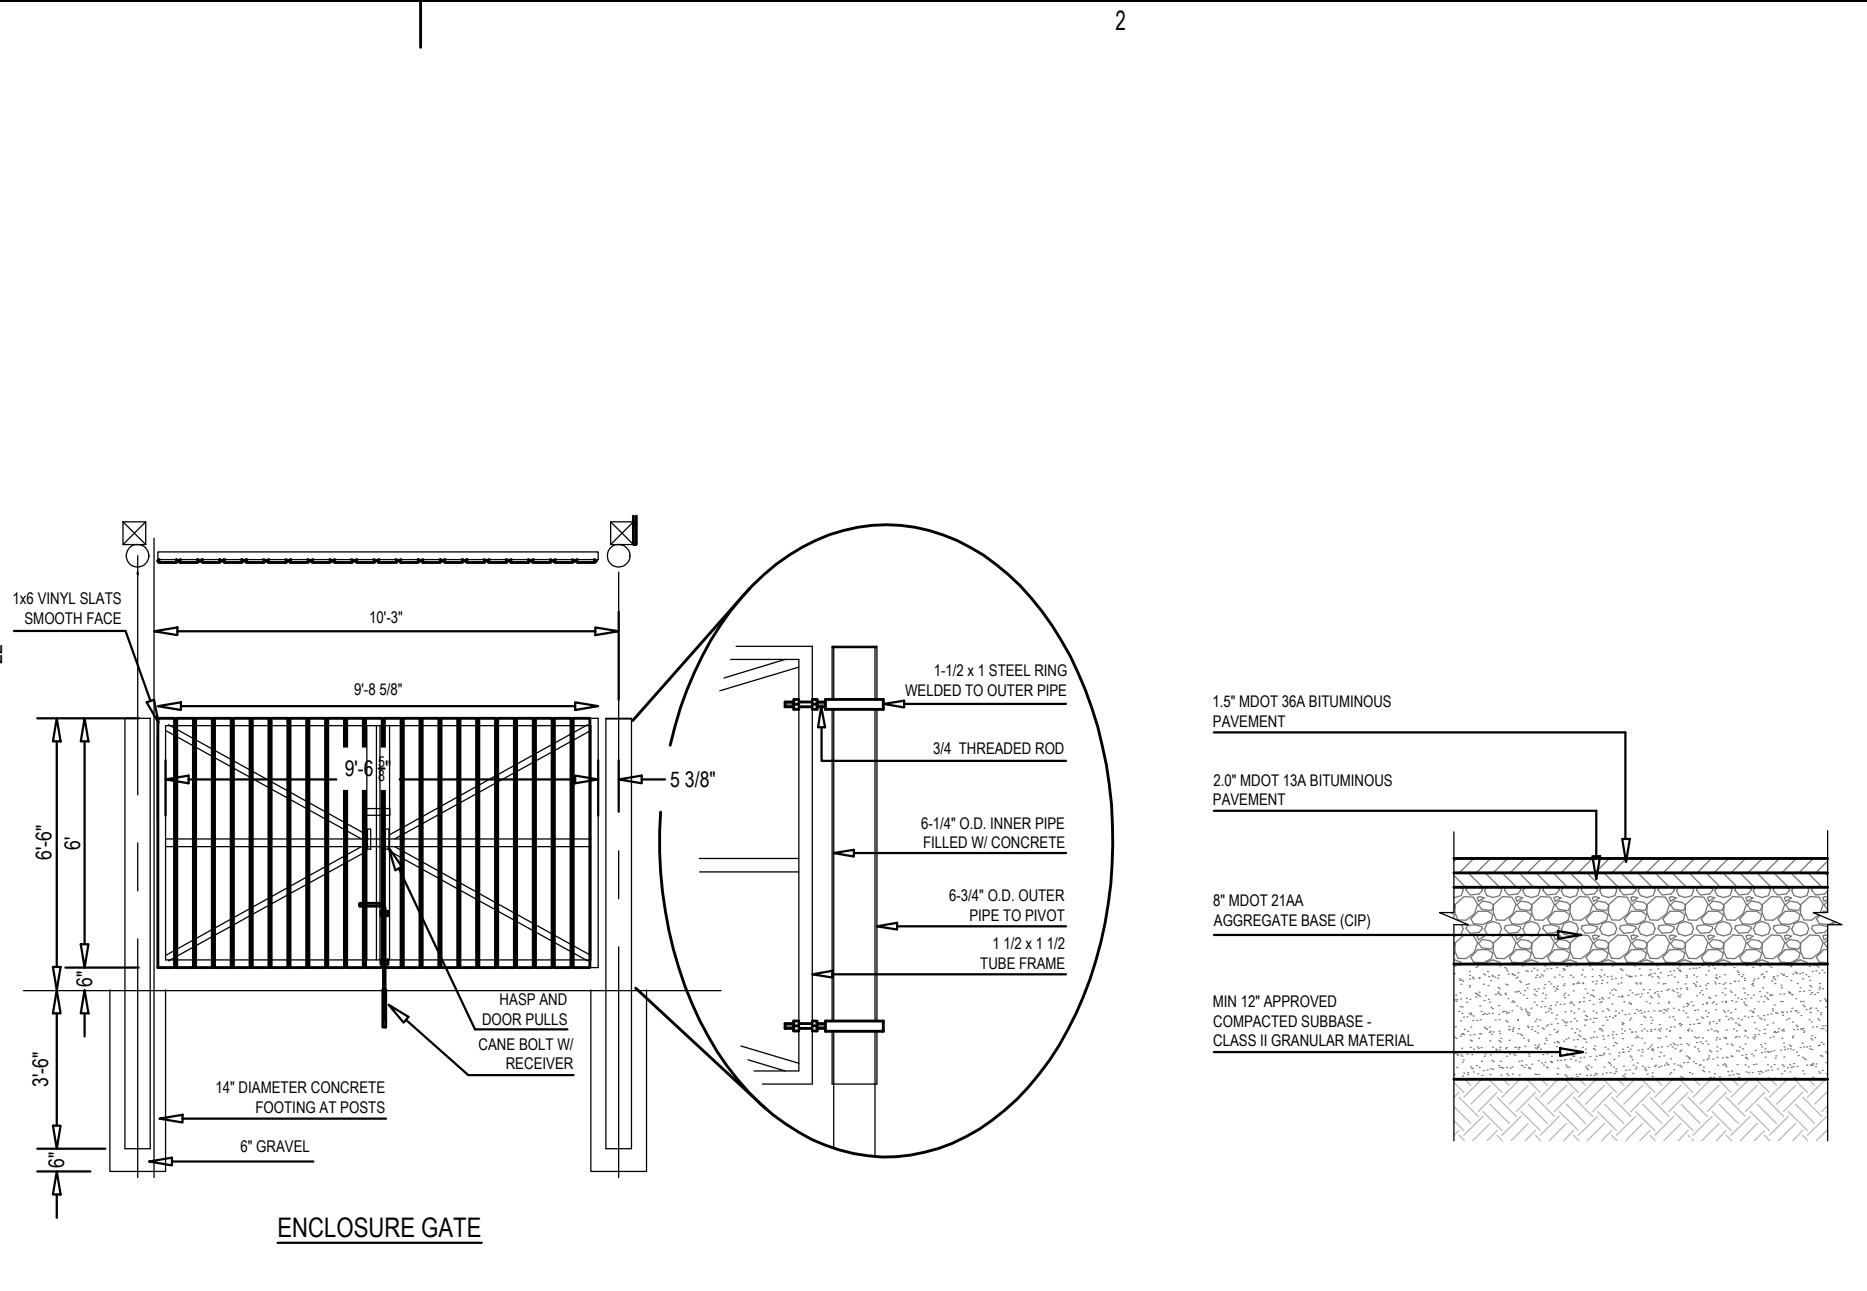 2
1x6 VINYL SLATS
SMOOTH FACE
10'-3"
9'-8 5/8"
9'-6 5/8"
5 3/8"
6'-6"
6'
6"
3'-6"
6"
HASP AND
DOOR PULLS
CANE BOLT W/
RECEIVER
14" DIAMETER CONCRETE
FOOTING AT POSTS
6" GRAVEL
ENCLOSURE GATE
1-1/2 x 1 STEEL RING
WELDED TO OUTER PIPE
3/4 THREADED ROD
6-1/4" O.D. INNER PIPE
FILLED W/ CONCRETE
6-3/4" O.D. OUTER
PIPE TO PIVOT
1 1/2 x 1 1/2
TUBE FRAME
1.5" MDOT 36A BITUMINOUS
PAVEMENT
2.0" MDOT 13A BITUMINOUS
PAVEMENT
8" MDOT 21AA
AGGREGATE BASE (CIP)
MIN 12" APPROVED
COMPACTED SUBBASE -
CLASS II GRANULAR MATERIAL